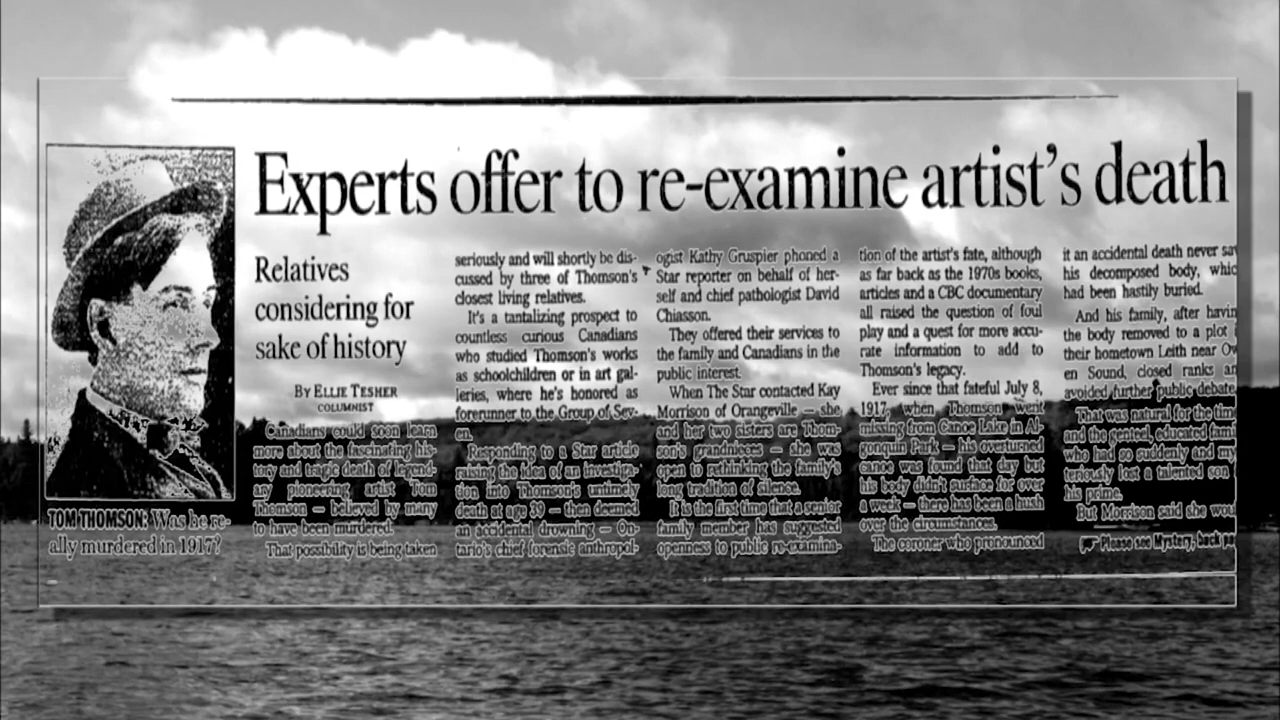 Experts offer to re-examine artist's death
TOM THOMSON: Was he re-
ally murdered in 1917?
Relatives
considering for
sake of history
BY ELLIE TESHER
COLUMNIST
Canadians could soon learn
more about the fascinating his-
tory and tragic death of legend-
ary pioneering artist Tom
Thomson — believed by many
to have been murdered.
That possibility is being taken
seriously and will shortly be dis-
cussed by three of Thomson's
closest living relatives.
It's a tantalizing prospect to
countless curious Canadians
who studied Thomson's works
as schoolchildren or in art gal-
leries, where he's honored as
forerunner to the Group of Sev-
en.
Responding to a Star article
raising the idea of an investiga-
tion into Thomson's untimely
death at age 39 — then deemed
an accidental drowning — On-
tario's chief forensic anthropol-
ogist Kathy Gruspier phoned a
Star reporter on behalf of her-
self and chief pathologist David
Chiasson.
They offered their services to
the family and Canadians in the
public interest.
When The Star contacted Kay
Morrison of Orangeville — she
and her two sisters are Thom-
son's grandnieces — she was
open to rethinking the family's
long tradition of silence.
It is the first time that a senior
family member has suggested
openness to public re-examina-
tion of the artist's fate, although
as far back as the 1970s books,
articles and a CBC documentary
all raised the question of foul
play and a quest for more accu-
rate information to add to
Thomson's legacy.
Ever since that fateful July 8,
1917, when Thomson went
missing from Canoe Lake in Al-
gonquin Park — his overturned
canoe was found that day but
his body didn't surface for over
a week — there has been a hush
over the circumstances.
The coroner who pronounced
it an accidental death never sa
his decomposed body, whic
had been hastily buried.
And his family, after havin
the body removed to a plot
their hometown Leith near Ow
en Sound, closed ranks an
avoided further public debate
That was natural for the tim
and the genteel, educated fami
who had so suddenly and my
teriously lost a talented son
his prime.
But Morrison said she wou
Please see Mystery, back pa